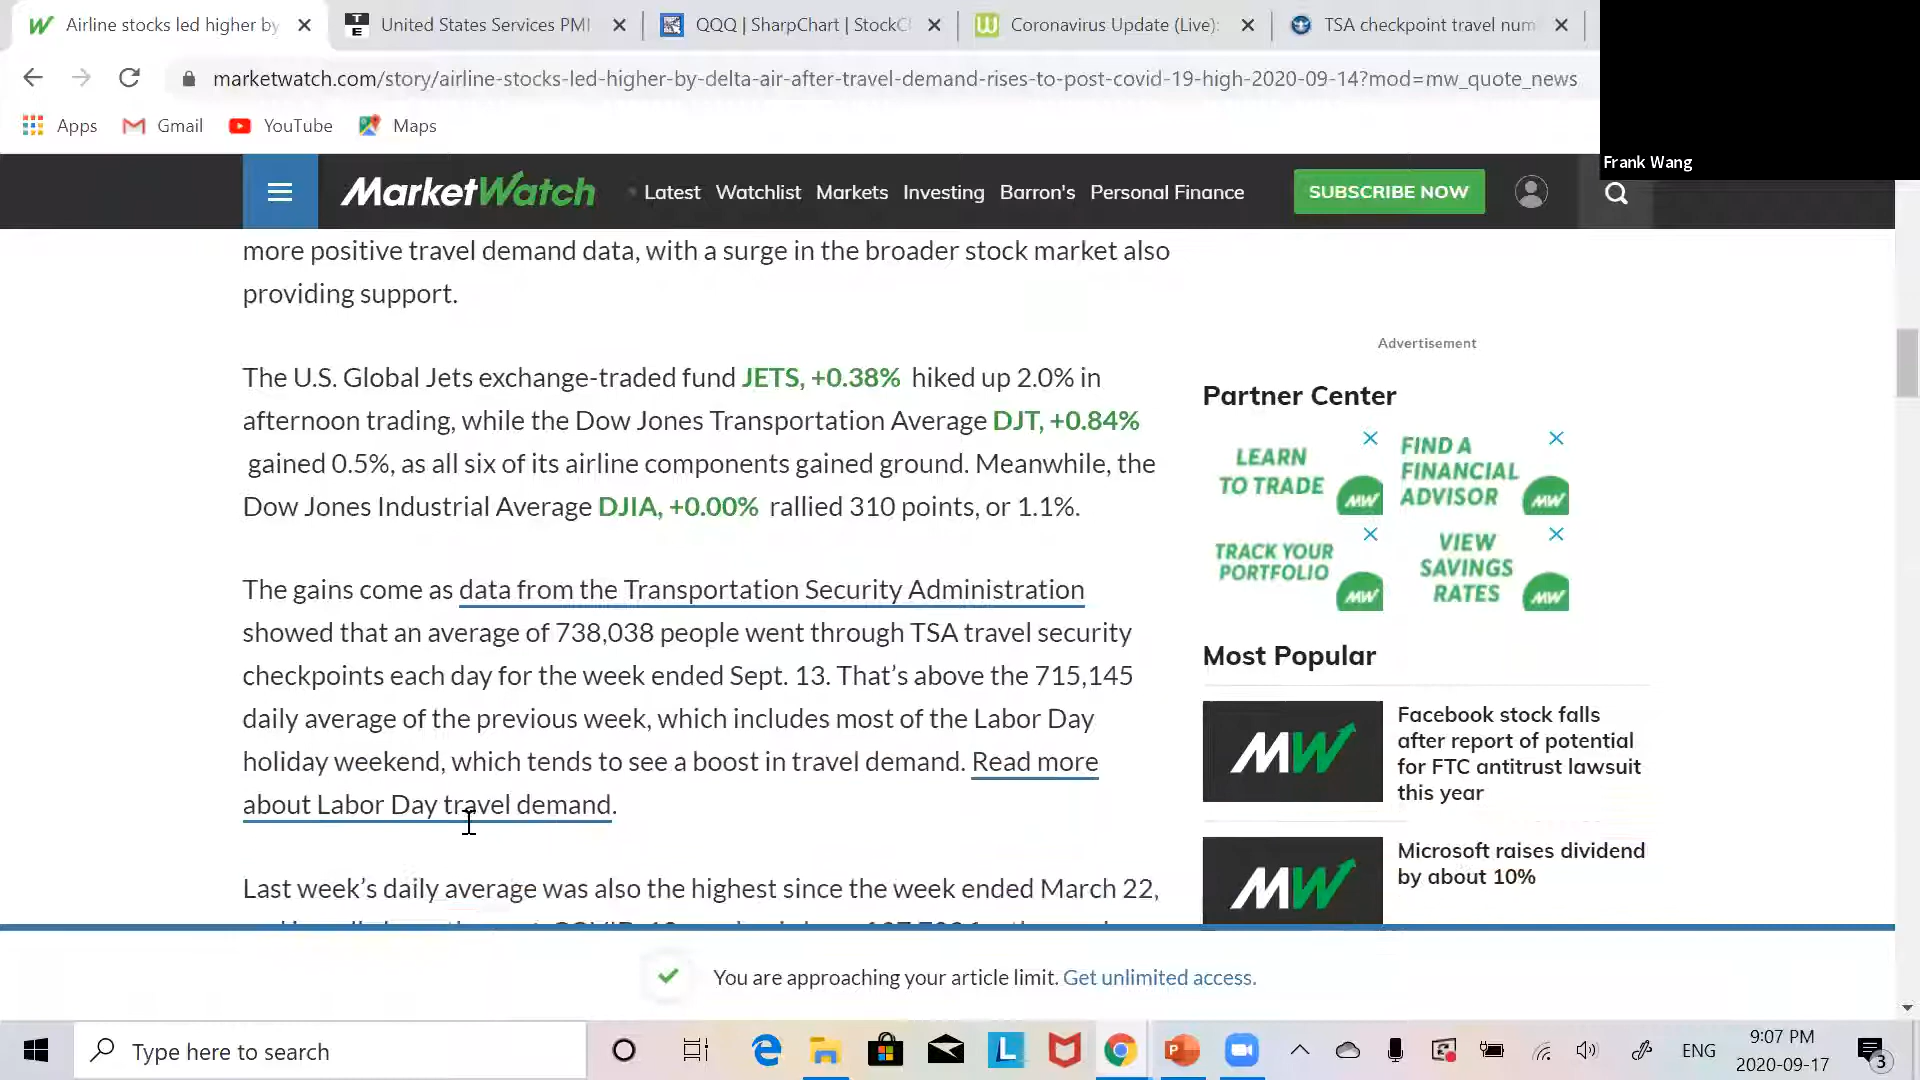 Airline stocks led higher by
United States Services PMI
QQQ | SharpChart | StockC
Coronavirus Update (Live):
TSA checkpoint travel num
marketwatch.com/story/airline-stocks-led-higher-by-delta-air-after-travel-demand-rises-to-post-covid-19-high-2020-09-14?mod=mw_quote_news
Apps Gmail YouTube Maps
Frank Wang
MarketWatch Latest Watchlist Markets Investing Barron's Personal Finance SUBSCRIBE NOW
more positive travel demand data, with a surge in the broader stock market also
providing support.
The U.S. Global Jets exchange-traded fund JETS, +0.38% hiked up 2.0% in
afternoon trading, while the Dow Jones Transportation Average DJT, +0.84%
gained 0.5%, as all six of its airline components gained ground. Meanwhile, the
Dow Jones Industrial Average DJIA, +0.00% rallied 310 points, or 1.1%.
The gains come as data from the Transportation Security Administration
showed that an average of 738,038 people went through TSA travel security
checkpoints each day for the week ended Sept. 13. That’s above the 715,145
daily average of the previous week, which includes most of the Labor Day
holiday weekend, which tends to see a boost in travel demand. Read more
about Labor Day travel demand.
Last week’s daily average was also the highest since the week ended March 22,
Advertisement
Partner Center
LEARN
TO TRADE
MW
FIND A
FINANCIAL
ADVISOR
MW
TRACK YOUR
PORTFOLIO
MW
VIEW
SAVINGS
RATES
MW
Most Popular
MW
Facebook stock falls
after report of potential
for FTC antitrust lawsuit
this year
MW
Microsoft raises dividend
by about 10%
You are approaching your article limit. Get unlimited access.
Type here to search
L
P
ENG
9:07 PM
2020-09-17
3